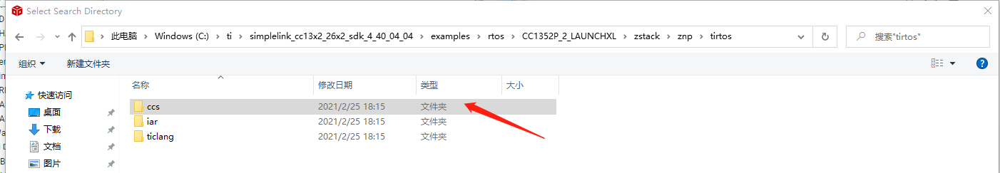 Select Search Directory
此电脑 > Windows (C:) > ti > simplelink_cc13x2_26x2_sdk_4_40_04_04 > examples > rtos > CC1352P_2_LAUNCHXL > zstack > znp > tirtos
搜索"tirtos"
组织 新建文件夹
名称 修改日期 类型 大小
快速访问
ccs 2021/2/25 18:15 文件夹
桌面
iar 2021/2/25 18:15 文件夹
下载
ticlang 2021/2/25 18:15 文件夹
文档
图片